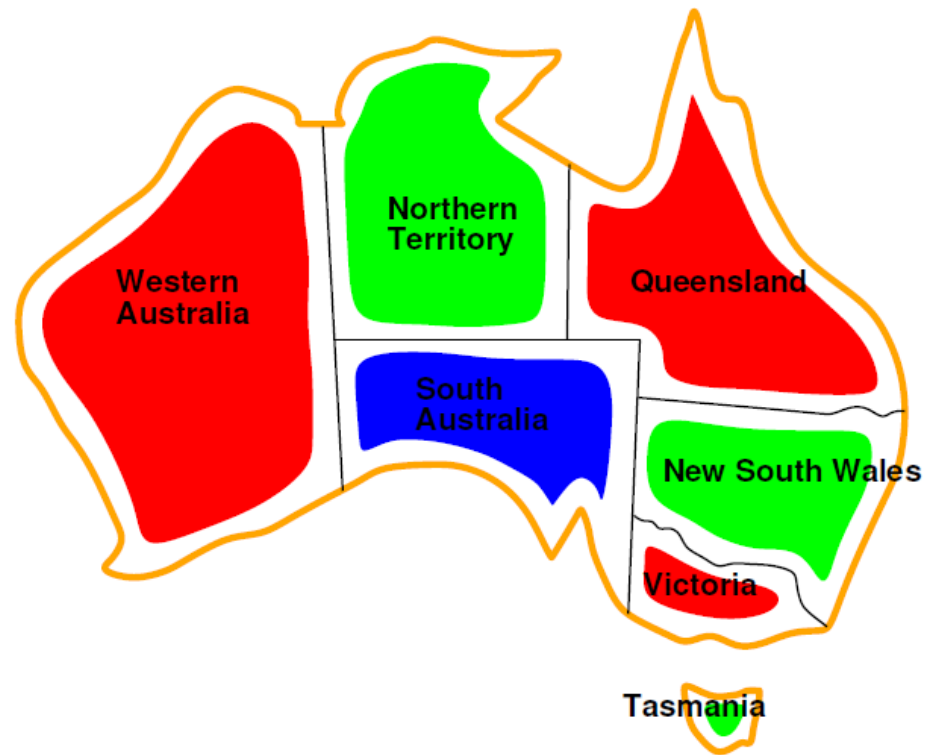 Northern
Territory
Western
Australia
Queensland
South
Australia
New South Wales
Victoria
Tasmania